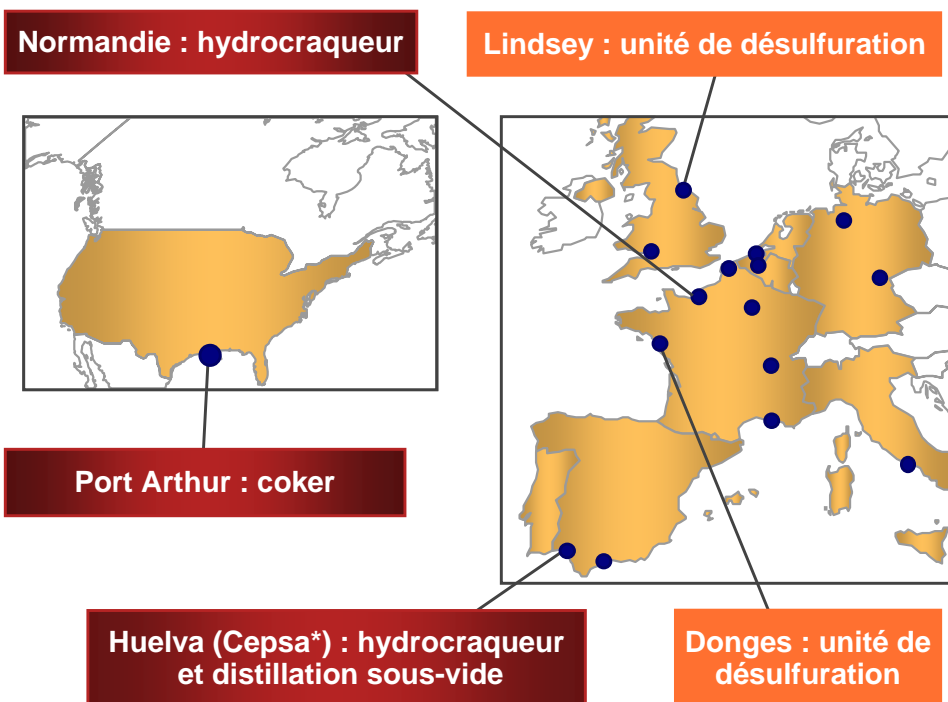 Normandie : hydrocraqueur
Lindsey : unité de désulfuration
Port Arthur : coker
Huelva (Cepsa*) : hydrocraqueur
et distillation sous-vide
Donges : unité de
désulfuration